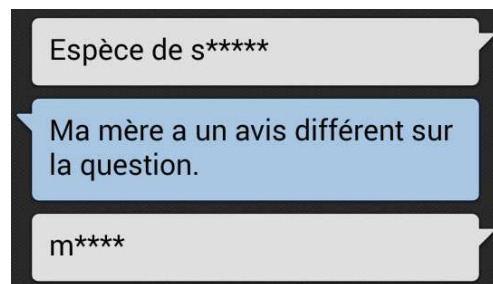 Espèce de s*****
Ma mère a un avis différent sur
la question.
m****